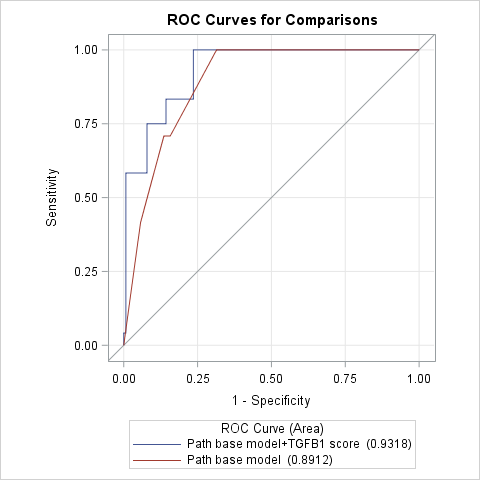 ROC Curves for Comparisons
1.00
0.75
0.50
0.25
0.00
Sensitivity
0.00 0.25 0.50 0.75 1.00
1 - Specificity
ROC Curve (Area)
Path base model+TGFB1 score (0.9318)
Path base model (0.8912)